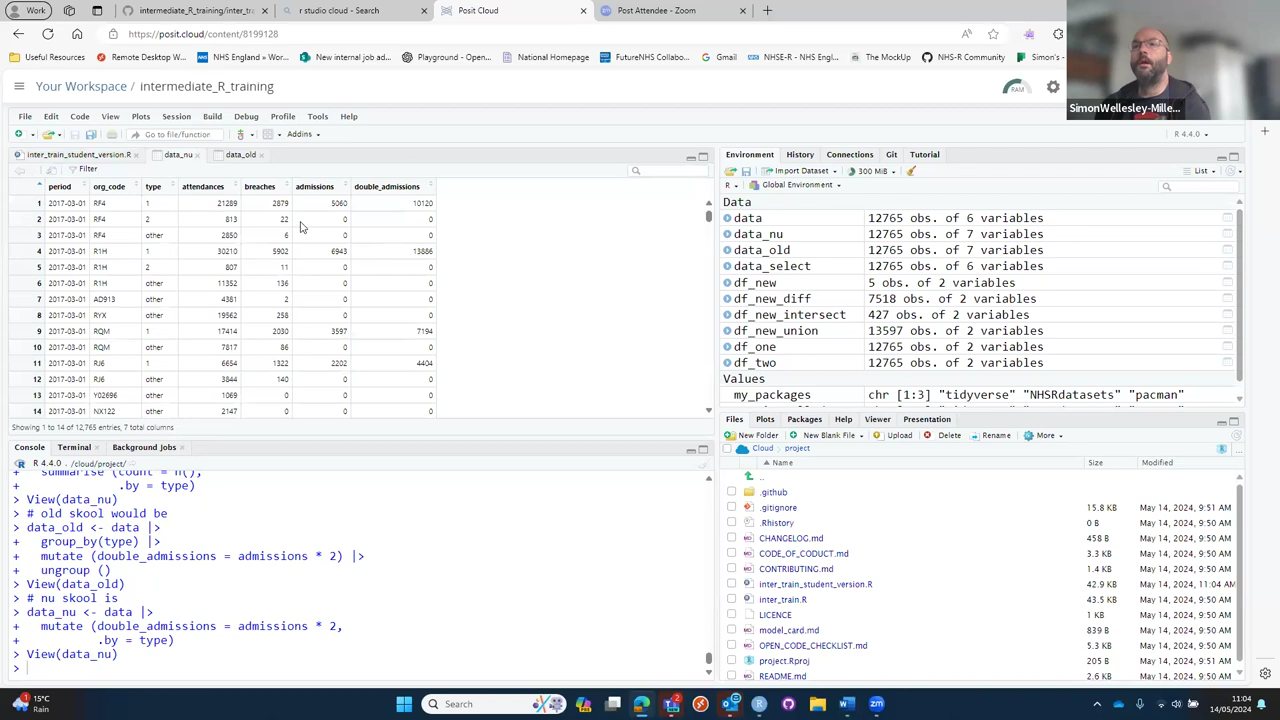 intermediate_R_training/inter_tra
r studio cloud - Search
Posit Cloud
Post Attendee - Zoom
https://posit.cloud/content/8199128
Useful Resources
Remote Desktop W...
NHS England » Wo...
New internal job ad...
Playground - Open...
National Homepage
FutureNHS Collabo...
Gmail
NHSE-R // NHS Engl...
The MockUp
NHS-R Community
Simon's
SimonWellesley-Mille...
Your Workspace / intermediate_R_training
RAM
File Edit Code View Plots Session Build Debug Profile Tools Help
Go to file/function
Addins
R 4.4.0
inter_train_student_version.R
data_nu
data_old
Filter
period org_code type attendances breaches admissions double_admissions
1 2017-03-01 RF4 1 21289 2879 5060 10120
2 2017-03-01 RF4 2 813 22 0 0
3 2017-03-01 RF4 other 2850 6 0 0
4 2017-03-01 R1H 1 30210 5902 6943 13886
5 2017-03-01 R1H 2 807 11 0 0
6 2017-03-01 R1H other 11352 136 0 0
7 2017-03-01 AD913 other 4381 2 0 0
8 2017-03-01 RYX other 19562 258 0 0
9 2017-03-01 RQM 1 17414 2030 3597 7194
10 2017-03-01 RQM other 7817 86 0 0
11 2017-03-01 RJ6 1 6654 1322 2202 4404
12 2017-03-01 RJ6 other 3844 140 0 0
13 2017-03-01 Y02696 other 1069 0 0 0
14 2017-03-01 NX122 other 2147 0 0 0
Showing 1 to 14 of 12,765 entries, 7 total columns
Console Terminal Background Jobs
R 4.4.0 · /cloud/project/
+ summarise (count = n(),
+ .by = type)
> View(data_nu)
> # old skool would be
> data_old <- data |>
+ group_by(type) |>
+ mutate (double_admissions = admissions * 2) |>
+ ungroup ()
> View(data_old)
> # nu skool is
> data_nu <- data |>
+ mutate (double_admissions = admissions * 2,
+ .by = type)
> View(data_nu)
>
Environment History Connections Git Tutorial
Import Dataset
300 MiB
List
R
Global Environment
Data
data 12765 obs. of 6 variables
data_nu 12765 obs. of 7 variables
data_old 12765 obs. of 7 variables
data_select 12765 obs. of 6 variables
df_new 5 obs. of 2 variables
df_new_diff 7518 obs. of 2 variables
df_new_intersect 427 obs. of 2 variables
df_new_union 13597 obs. of 2 variables
df_one 12765 obs. of 2 variables
df_two 12765 obs. of 2 variables
Values
my_packages chr [1:3] "tidyverse" "NHSRdatasets" "pacman"
Files Plots Packages Help Viewer Presentation
New Folder New Blank File Upload Delete Rename More
Cloud project
Name Size Modified
..
.github
.gitignore 15.8 KB May 14, 2024, 9:51 AM
.Rhistory 0 B May 14, 2024, 9:51 AM
CHANGELOG.md 458 B May 14, 2024, 9:50 AM
CODE_OF_CODUCT.md 3.3 KB May 14, 2024, 9:50 AM
CONTRIBUTING.md 1.4 KB May 14, 2024, 9:50 AM
inter_train_student_version.R 42.9 KB May 14, 2024, 11:04 AM
inter_train.R 43.5 KB May 14, 2024, 9:50 AM
LICENCE 1 KB May 14, 2024, 9:50 AM
model_card.md 839 B May 14, 2024, 9:50 AM
OPEN_CODE_CHECKLIST.md 5.3 KB May 14, 2024, 9:50 AM
project.Rproj 205 B May 14, 2024, 9:51 AM
README.md 2.6 KB May 14, 2024, 9:50 AM
15°C
Rain
Search
11:04
14/05/2024